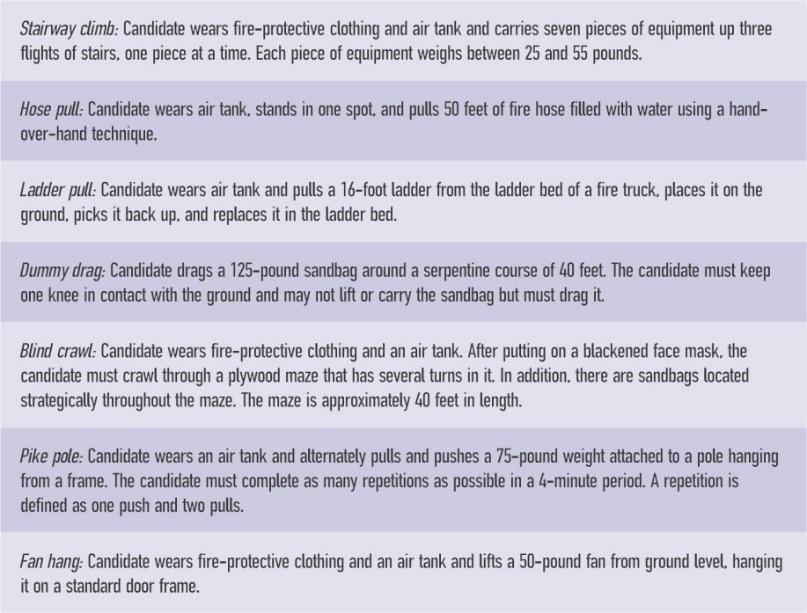 Stairway climb: Candidate wears fire-protective clothing and air tank and carries seven pieces of equipment up three
flights of stairs, one piece at a time. Each piece of equipment weighs between 25 and 55 pounds.
Hose pull: Candidate wears air tank, stands in one spot, and pulls 50 feet of fire hose filled with water using a hand-
over-hand technique.
Ladder pull: Candidate wears air tank and pulls a 16-foot ladder from the ladder bed of a fire truck, places it on the
ground, picks it back up, and replaces it in the ladder bed.
Dummy drag: Candidate drags a 125-pound sandbag around a serpentine course of 40 feet. The candidate must keep
one knee in contact with the ground and may not lift or carry the sandbag but must drag it.
Blind crawl: Candidate wears fire-protective clothing and an air tank. After putting on a blackened face mask, the
candidate must crawl through a plywood maze that has several turns in it. In addition, there are sandbags located
strategically throughout the maze. The maze is approximately 40 feet in length.
Pike pole: Candidate wears an air tank and alternately pulls and pushes a 75-pound weight attached to a pole hanging
from a frame. The candidate must complete as many repetitions as possible in a 4-minute period. A repetition is
defined as one push and two pulls.
Fan hang: Candidate wears fire-protective clothing and an air tank and lifts a 50-pound fan from ground level, hanging
it on a standard door frame.